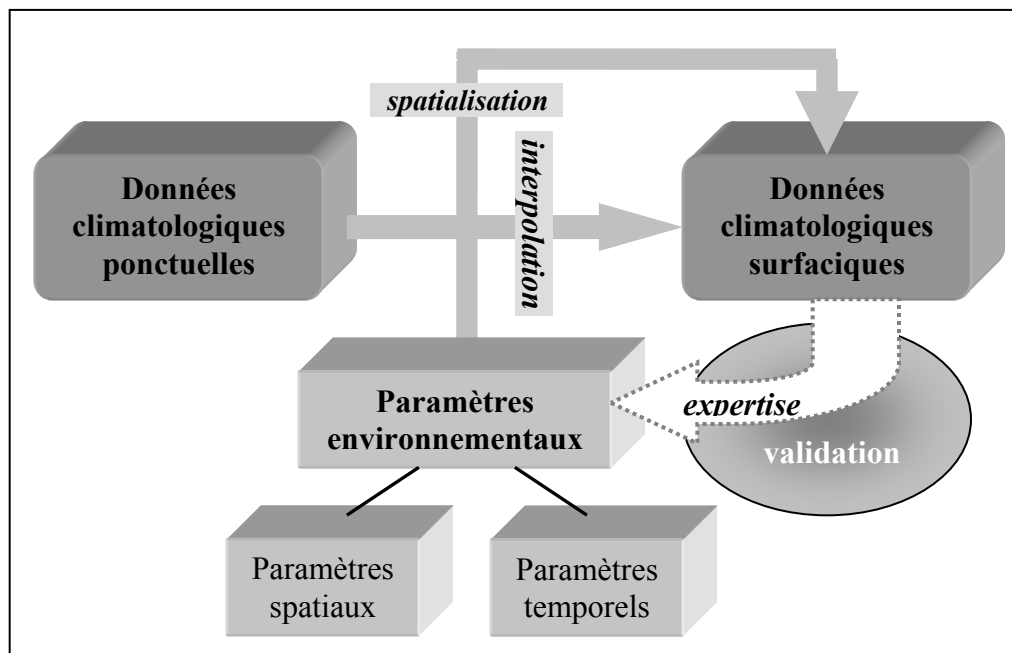 spatialisation
interpolation
Données
climatologiques
ponctuelles
Données
climatologiques
surfaciques
Paramètres
environnementaux
expertise
validation
Paramètres
spatiaux
Paramètres
temporels